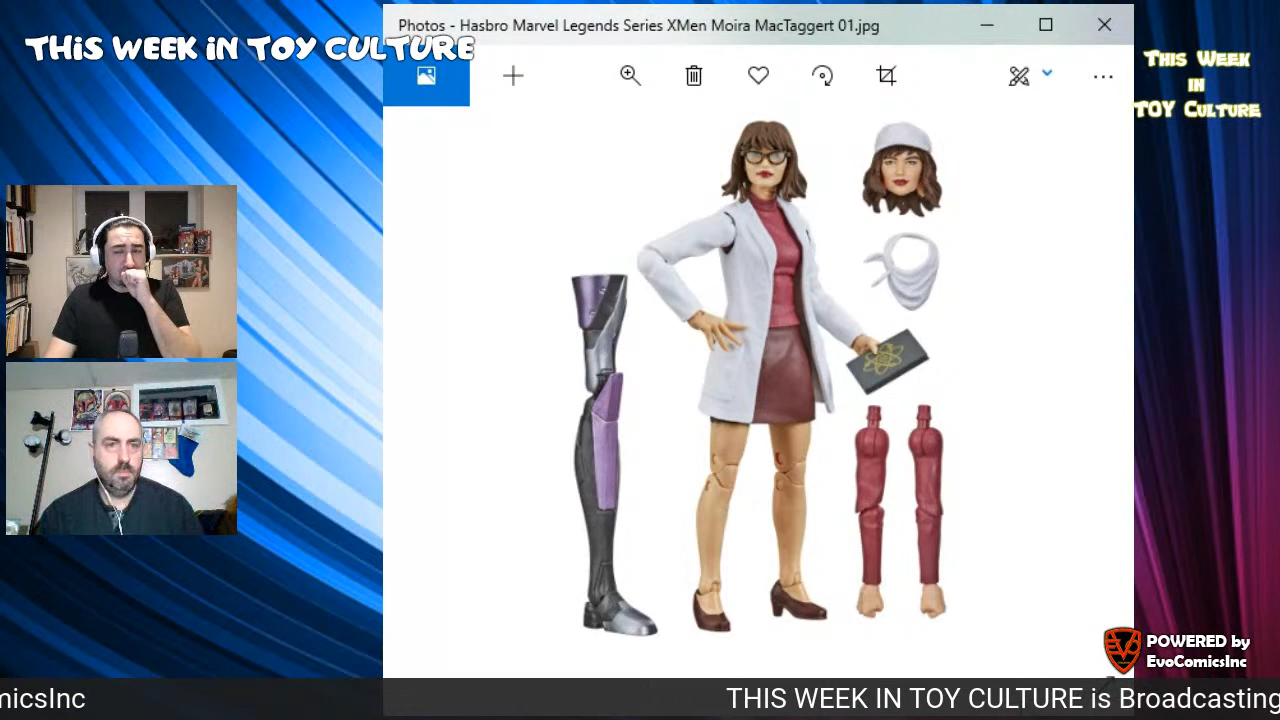 Photos - Hasbro Marvel Legends Series XMen Moira MacTaggert 01.jpg
THiS WEEK iN TOY CULTURE
This Week
in
TOY Culture
EVO
POWERED by
EvoComicsInc
micsInc
THIS WEEK IN TOY CULTURE is Broadcasting